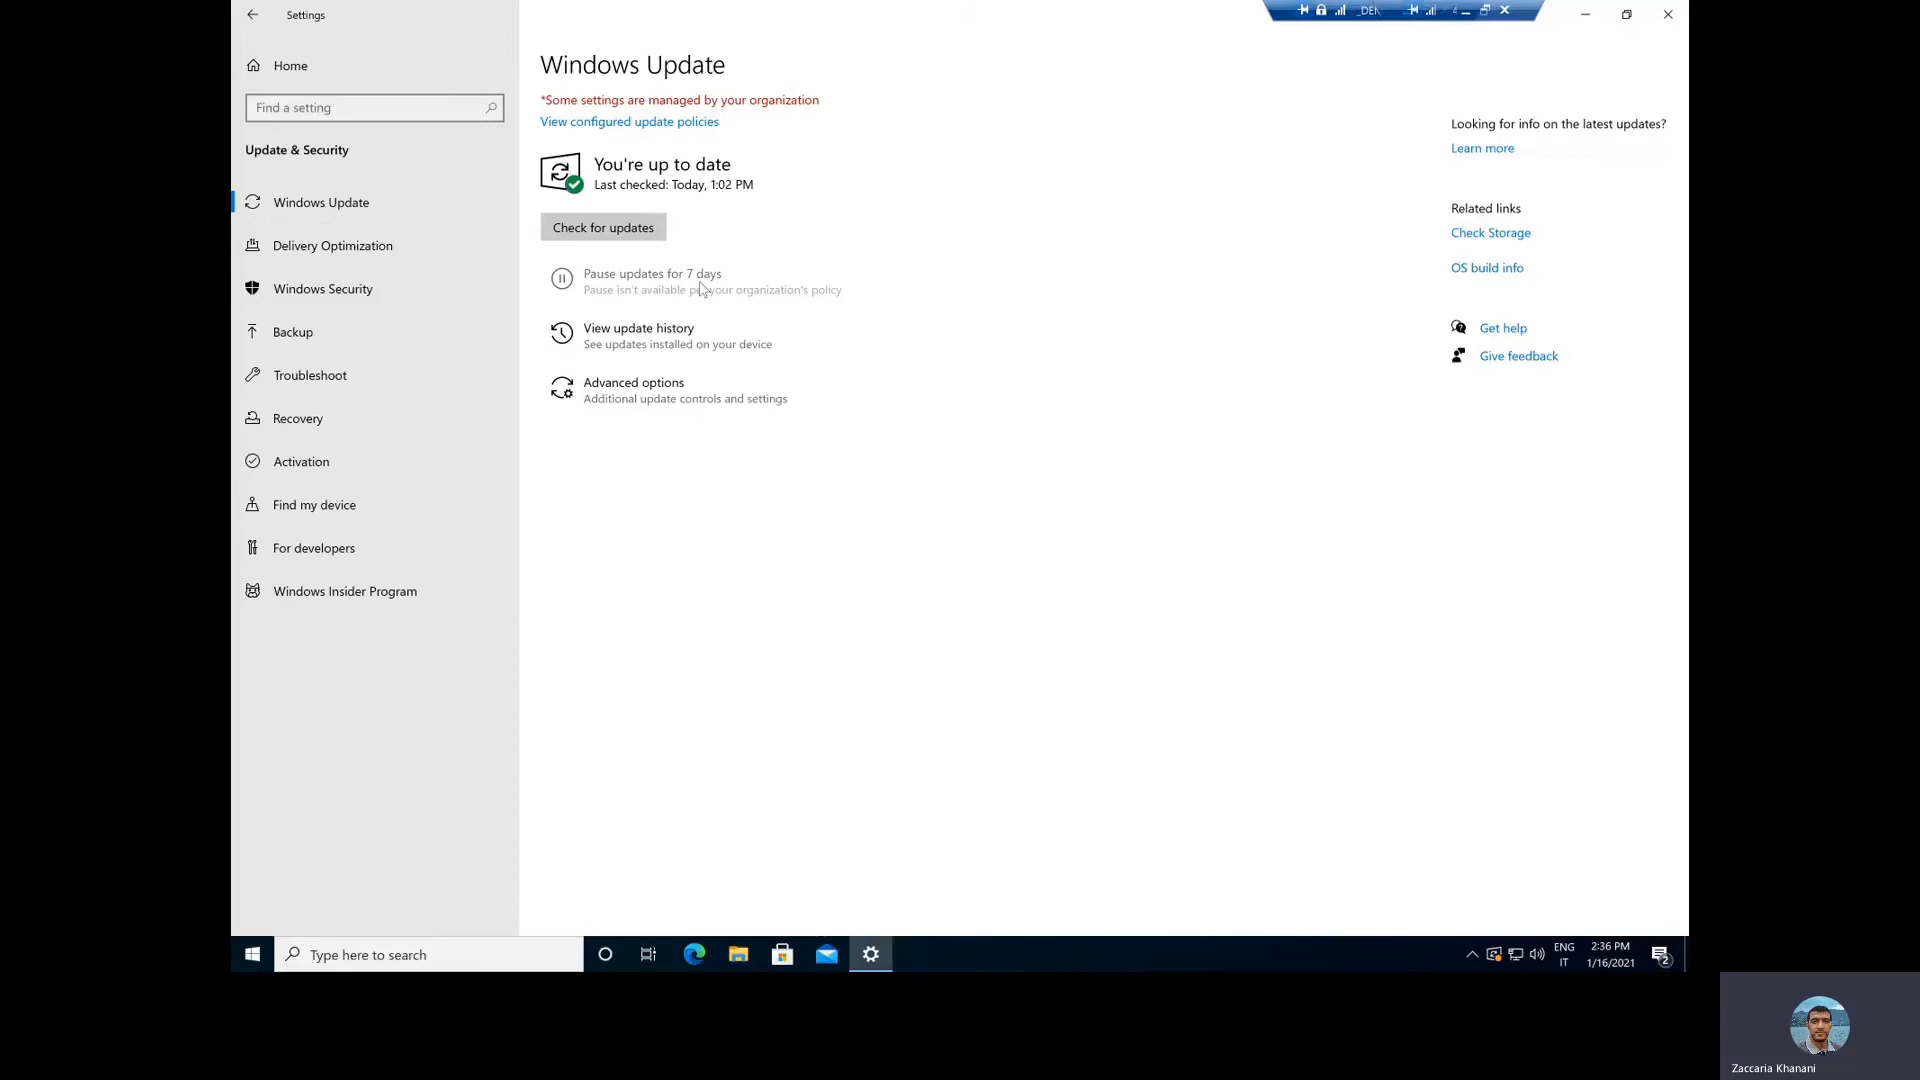 Settings
Home
Find a setting
Update & Security
Windows Update
Delivery Optimization
Windows Security
Backup
Troubleshoot
Recovery
Activation
Find my device
For developers
Windows Insider Program
Windows Update
*Some settings are managed by your organization
View configured update policies
You're up to date
Last checked: Today, 1:02 PM
Check for updates
Pause updates for 7 days
Pause isn't available per your organization's policy
View update history
See updates installed on your device
Advanced options
Additional update controls and settings
Looking for info on the latest updates?
Learn more
Related links
Check Storage
OS build info
Get help
Give feedback
Type here to search
ENG
IT
2:36 PM
1/16/2021
2
Zaccaria Khanani